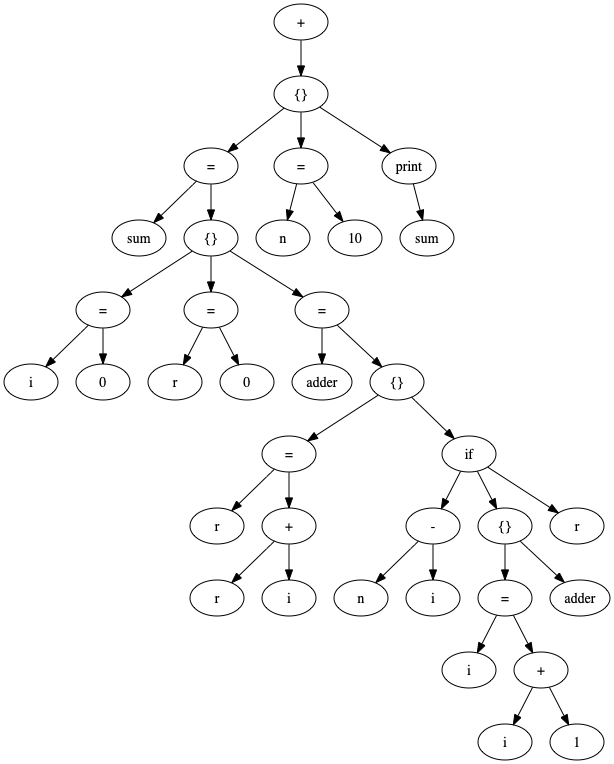 +
{}
= = print
sum {} n 10 sum
= = =
i 0 r 0 adder {}
= if
r + - {} r
r i n i = adder
i +
i 1